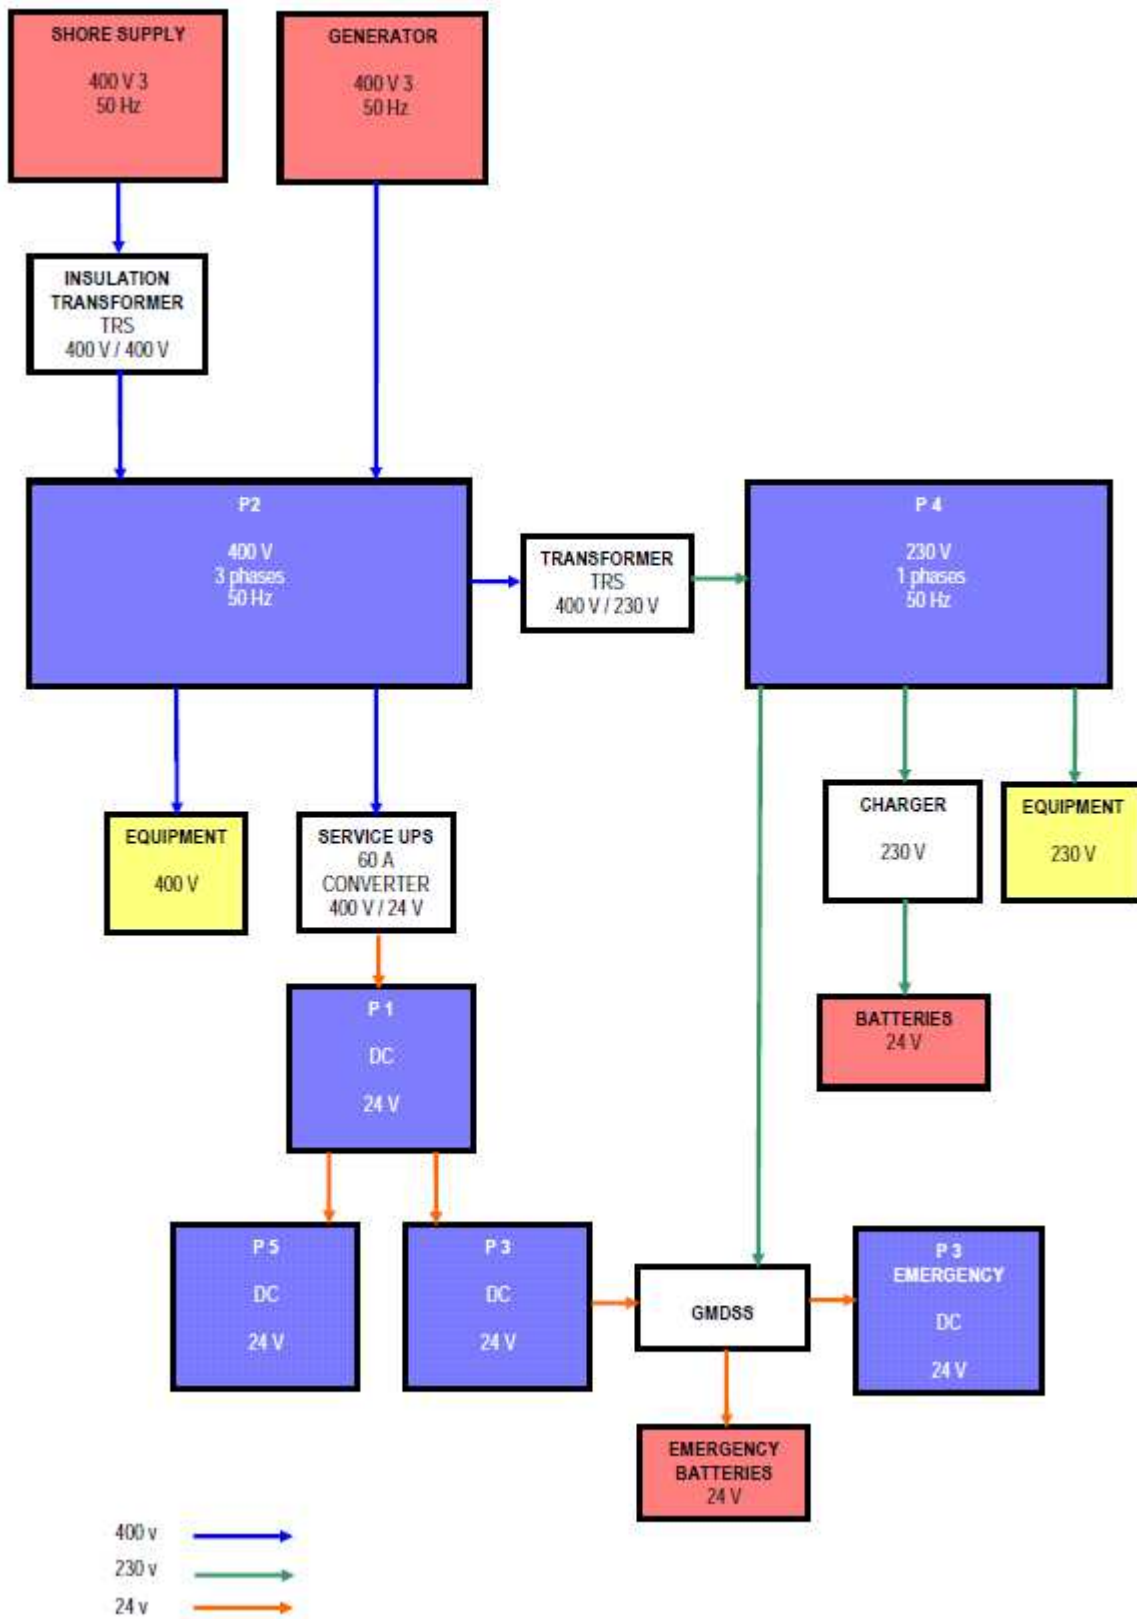 SHORE SUPPLY
400 V 3
50 Hz
GENERATOR
400 V 3
50 Hz
INSULATION
TRANSFORMER
TRS
400 V / 400 V
P2
400 V
3 phases
50 Hz
TRANSFORMER
TRS
400 V / 230 V
P 4
230 V
1 phases
50 Hz
EQUIPMENT
400 V
SERVICE UPS
60 A
CONVERTER
400 V / 24 V
CHARGER
230 V
EQUIPMENT
230 V
P 1
DC
24 V
BATTERIES
24 V
P 5
DC
24 V
P 3
DC
24 V
GMDSS
P 3
EMERGENCY
DC
24 V
EMERGENCY
BATTERIES
24 V
400 v
230 v
24 v